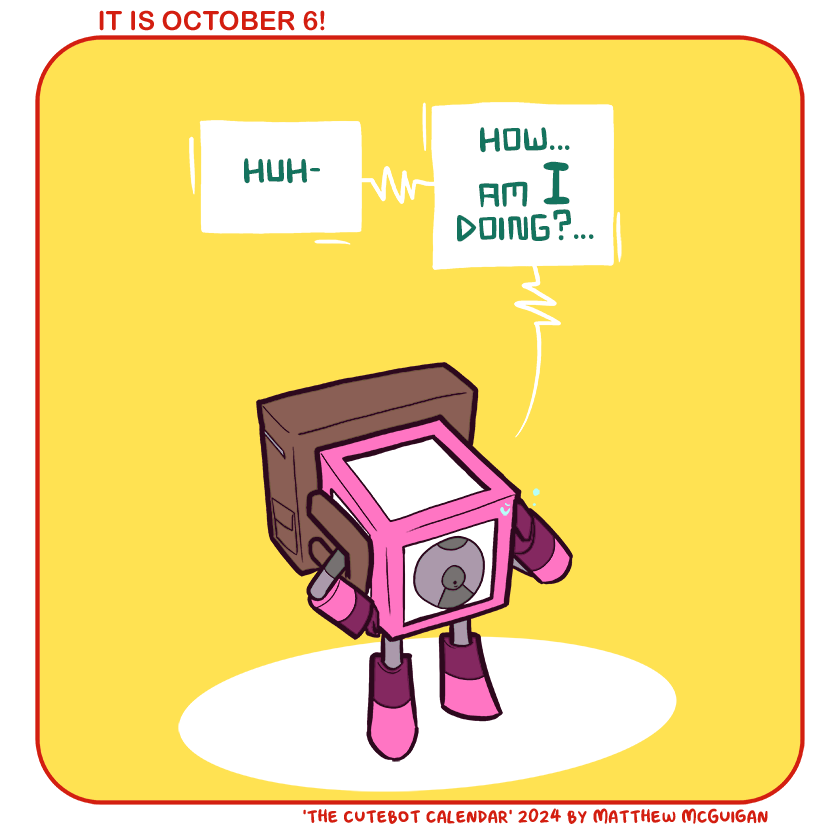 IT IS OCTOBER 6!
HUH-
HOW...
AM I
DOING?...
'THE CUTEBOT CALENDAR' 2024 BY MATTHEW MCGUIGAN